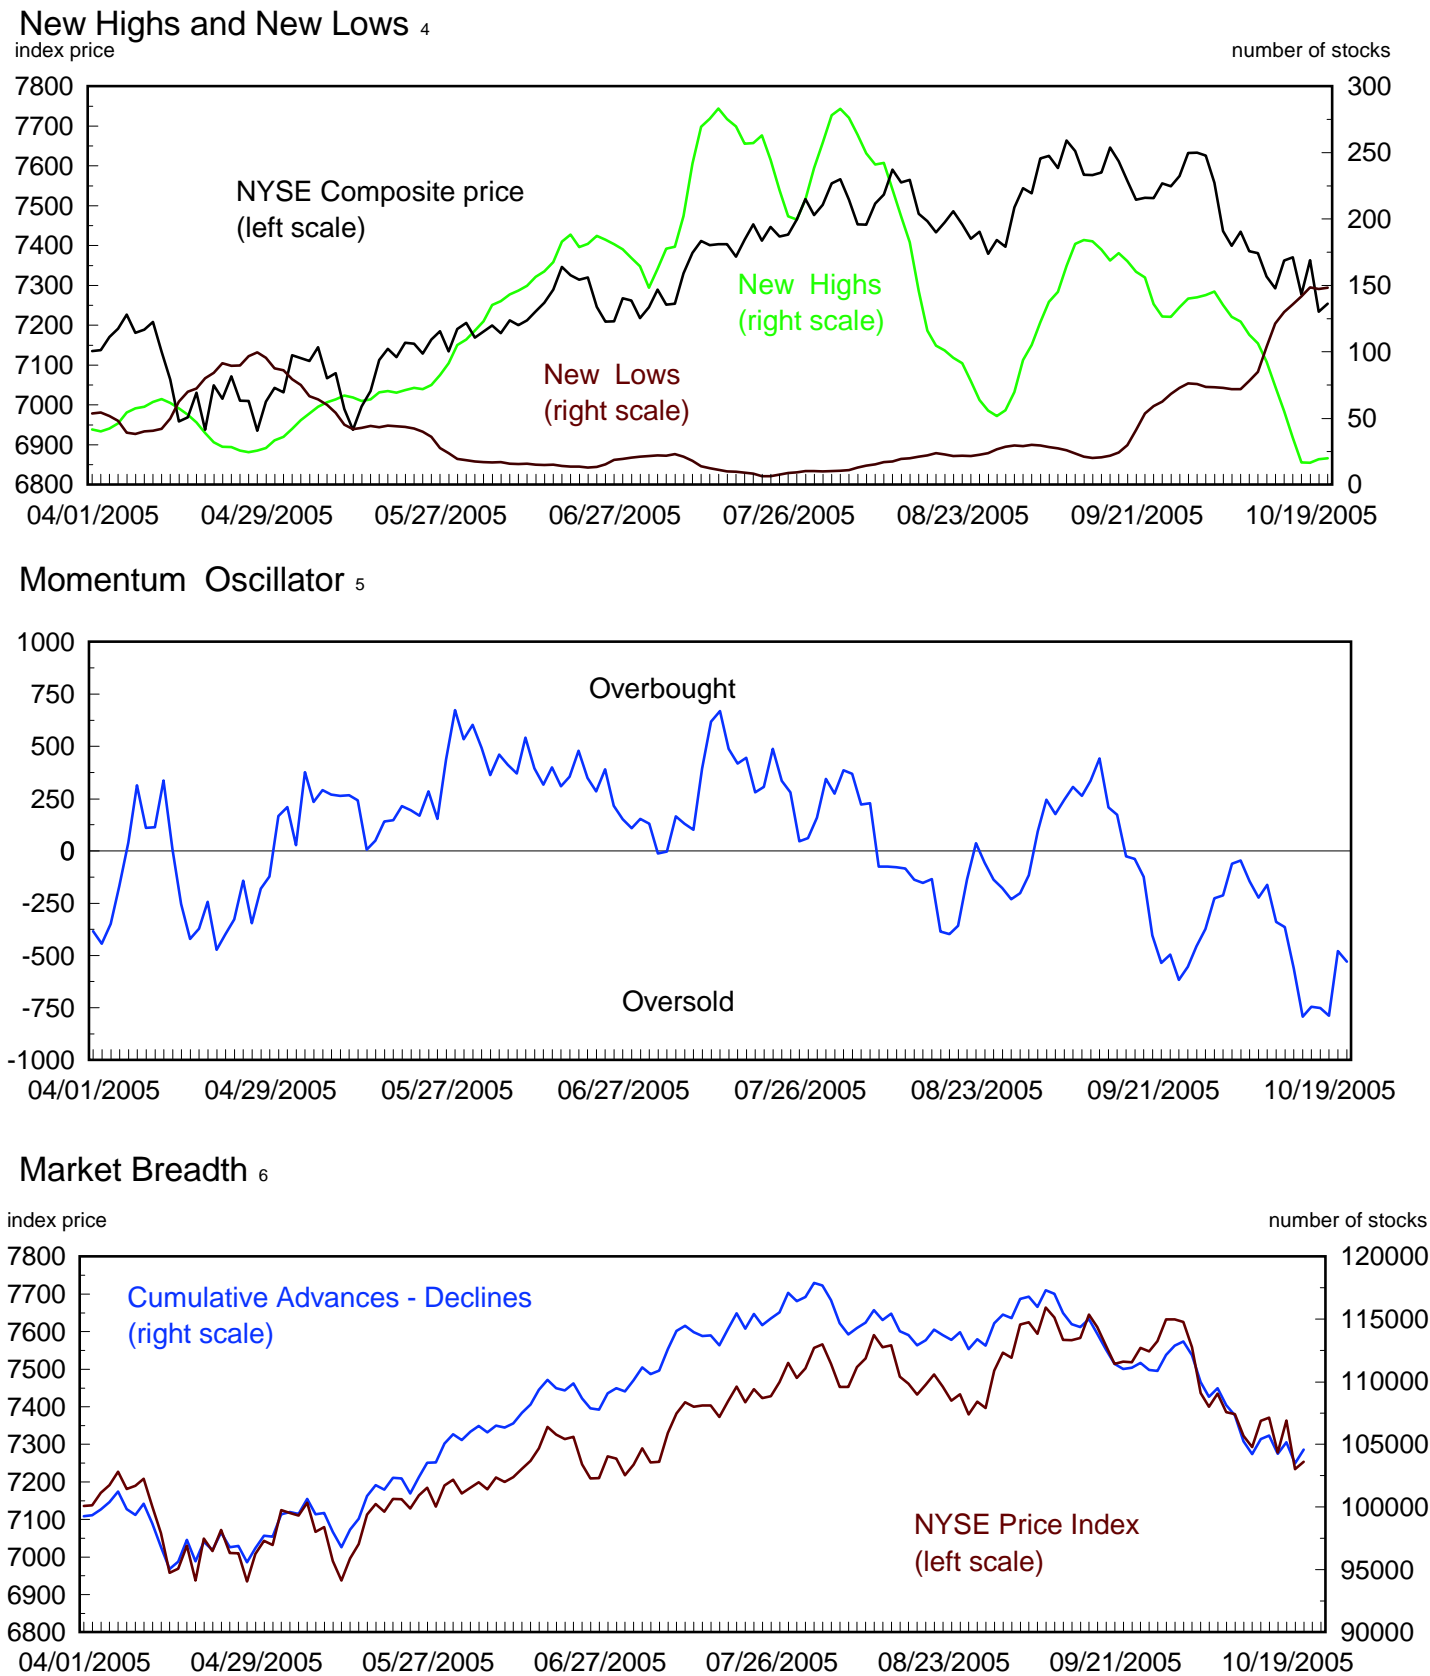 New Highs and New Lows 4
index price
number of stocks
7800
7700
7600
7500
7400
7300
7200
7100
7000
6900
6800
300
250
200
150
100
50
0
NYSE Composite price
(left scale)
New Highs
(right scale)
New Lows
(right scale)
04/01/2005 04/29/2005 05/27/2005 06/27/2005 07/26/2005 08/23/2005 09/21/2005 10/19/2005
Momentum Oscillator 5
1000
750
500
250
0
-250
-500
-750
-1000
Overbought
Oversold
04/01/2005 04/29/2005 05/27/2005 06/27/2005 07/26/2005 08/23/2005 09/21/2005 10/19/2005
Market Breadth 6
index price
number of stocks
7800
7700
7600
7500
7400
7300
7200
7100
7000
6900
6800
120000
115000
110000
105000
100000
95000
90000
Cumulative Advances - Declines
(right scale)
NYSE Price Index
(left scale)
04/01/2005 04/29/2005 05/27/2005 06/27/2005 07/26/2005 08/23/2005 09/21/2005 10/19/2005